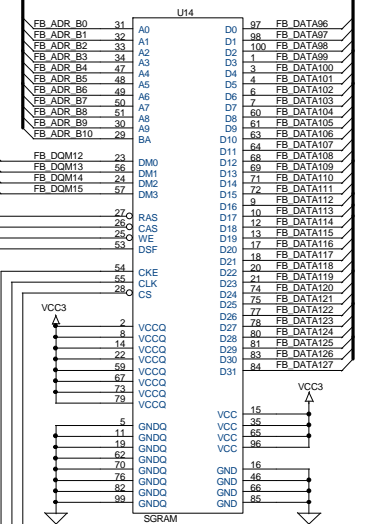 U14
FB_ADR_B0 31 A0
FB_ADR_B1 32 A1
FB_ADR_B2 33 A2
FB_ADR_B3 34 A3
FB_ADR_B4 47 A4
FB_ADR_B5 48 A5
FB_ADR_B6 49 A6
FB_ADR_B7 50 A7
FB_ADR_B8 51 A8
FB_ADR_B9 30 A9
FB_ADR_B10 29 BA
FB_DQM12 23 DM0
FB_DQM13 56 DM1
FB_DQM14 24 DM2
FB_DQM15 57 DM3
27 RAS
26 CAS
25 WE
53 DSF
54 CKE
55 CLK
28 CS
VCC3
2 VCCQ
8 VCCQ
14 VCCQ
22 VCCQ
59 VCCQ
67 VCCQ
73 VCCQ
79 VCCQ
5 GNDQ
11 GNDQ
19 GNDQ
62 GNDQ
70 GNDQ
76 GNDQ
82 GNDQ
99 GNDQ
D0 97 FB_DATA96
D1 98 FB_DATA97
D2 100 FB_DATA98
D3 1 FB_DATA99
D4 3 FB_DATA100
D5 4 FB_DATA101
D6 6 FB_DATA102
D7 7 FB_DATA103
D8 60 FB_DATA104
D9 61 FB_DATA105
D10 63 FB_DATA106
D11 64 FB_DATA107
D12 68 FB_DATA108
D13 69 FB_DATA109
D14 71 FB_DATA110
D15 72 FB_DATA111
D16 9 FB_DATA112
D17 10 FB_DATA113
D18 12 FB_DATA114
D19 13 FB_DATA115
D20 17 FB_DATA116
D21 18 FB_DATA117
D22 20 FB_DATA118
D23 21 FB_DATA119
D24 74 FB_DATA120
D25 75 FB_DATA121
D26 77 FB_DATA122
D27 78 FB_DATA123
D28 80 FB_DATA124
D29 81 FB_DATA125
D30 83 FB_DATA126
D31 84 FB_DATA127
VCC3
VCC 15
VCC 35
VCC 65
VCC 96
GND 16
GND 46
GND 66
GND 85
SGRAM